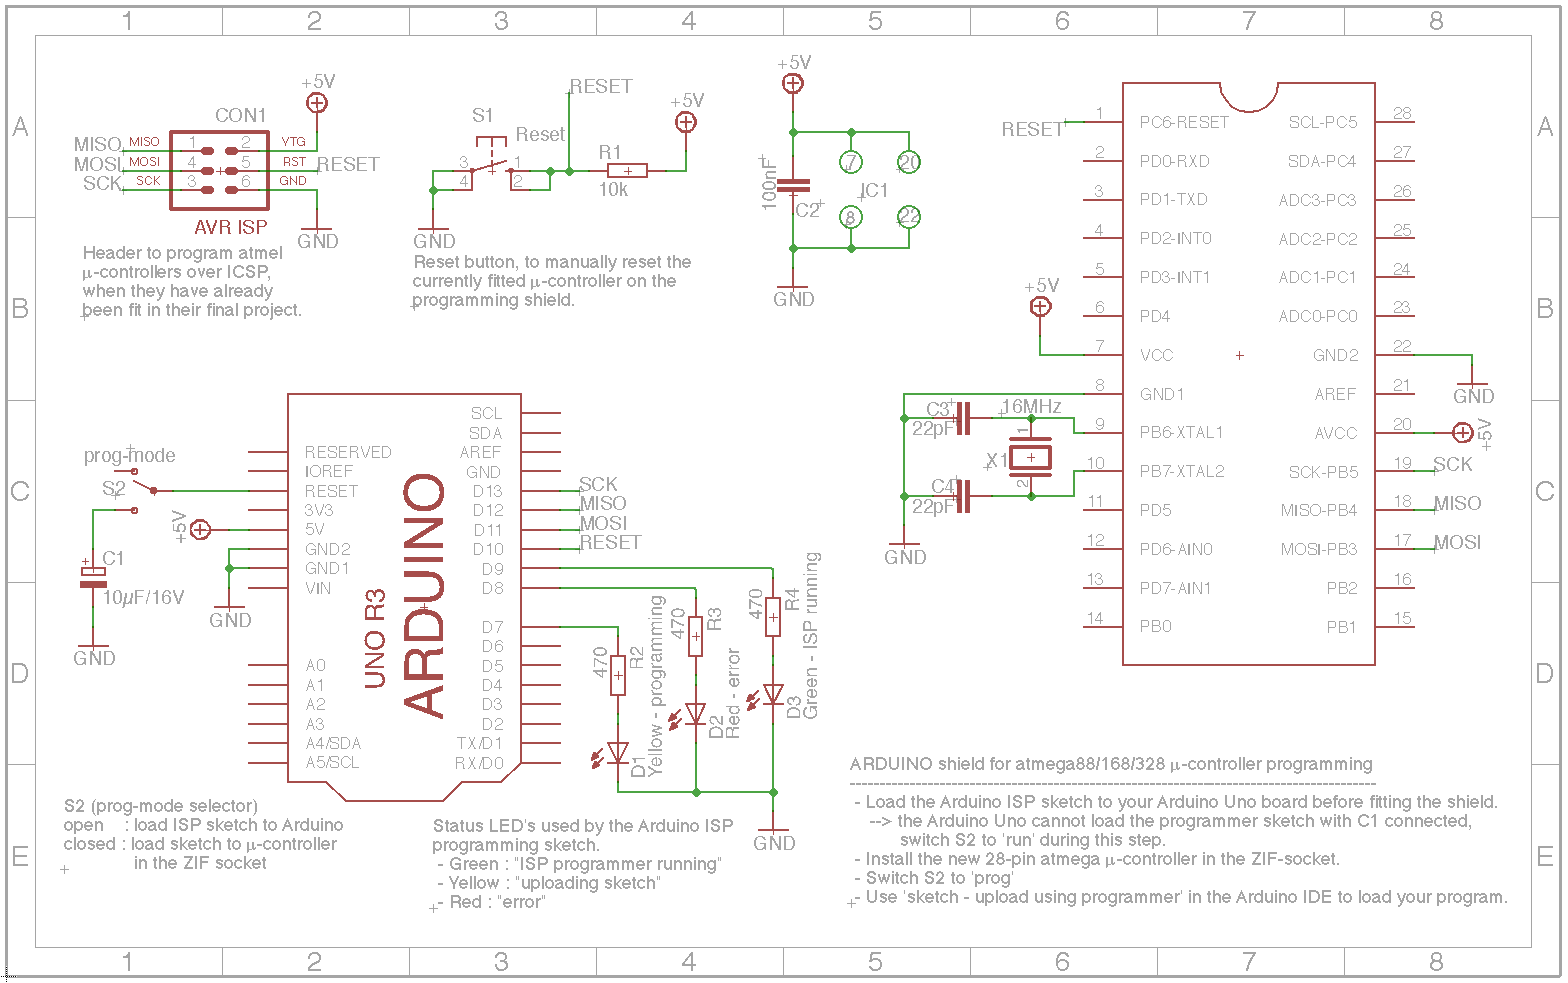 1 2 3 4 5 6 7 8
A
B
C
D
E
A
B
C
D
E
1 2 3 4 5 6 7 8
+5V
CON1
MISO MISO 1 2 VTG
MOSI MOSI 4 5 RST RESET
SCK SCK 3 6 GND
AVR ISP
GND
Header to program atmel
µ-controllers over ICSP,
when they have already
been fit in their final project.
RESET
S1
Reset
+5V
3 1
4 2
R1
10k
GND
Reset button, to manually reset the
currently fitted µ-controller on the
programming shield.
+5V
100nF
C2
7 20
IC1
8 22
GND
RESET
1 PC6-RESET
2 PD0-RXD
3 PD1-TXD
4 PD2-INT0
5 PD3-INT1
6 PD4
7 VCC
8 GND1
9 PB6-XTAL1
10 PB7-XTAL2
11 PD5
12 PD6-AIN0
13 PD7-AIN1
14 PB0
SCL-PC5 28
SDA-PC4 27
ADC3-PC3 26
ADC2-PC2 25
ADC1-PC1 24
ADC0-PC0 23
GND2 22
AREF 21
AVCC 20
SCK-PB5 19
MISO-PB4 18
MOSI-PB3 17
PB2 16
PB1 15
+5V
GND
+5V
SCK
MISO
MOSI
C3
22pF
16MHz
1
X1
2
C4
22pF
GND
prog-mode
S2
+5V
C1
+
10µF/16V
GND
GND
RESERVED
IOREF
RESET
3V3
5V
GND2
GND1
VIN
A0
A1
A2
A3
A4/SDA
A5/SCL
UNO R3
ARDUINO
SCL
SDA
AREF
GND
D13
D12
D11
D10
D9
D8
D7
D6
D5
D4
D3
D2
TX/D1
RX/D0
SCK
MISO
MOSI
RESET
470
R2
D1
Yellow - programming
470
R3
D2
Red - error
470
R4
D3
Green - ISP running
GND
S2 (prog-mode selector)
open : load ISP sketch to Arduino
closed : load sketch to µ-controller
in the ZIF socket
Status LED's used by the Arduino ISP
programming sketch.
- Green : "ISP programmer running"
- Yellow : "uploading sketch"
- Red : "error"
ARDUINO shield for atmega88/168/328 µ-controller programming
- Load the Arduino ISP sketch to your Arduino Uno board before fitting the shield.
--> the Arduino Uno cannot load the programmer sketch with C1 connected,
switch S2 to 'run' during this step.
- Install the new 28-pin atmega µ-controller in the ZIF-socket.
- Switch S2 to 'prog'
- Use 'sketch - upload using programmer' in the Arduino IDE to load your program.